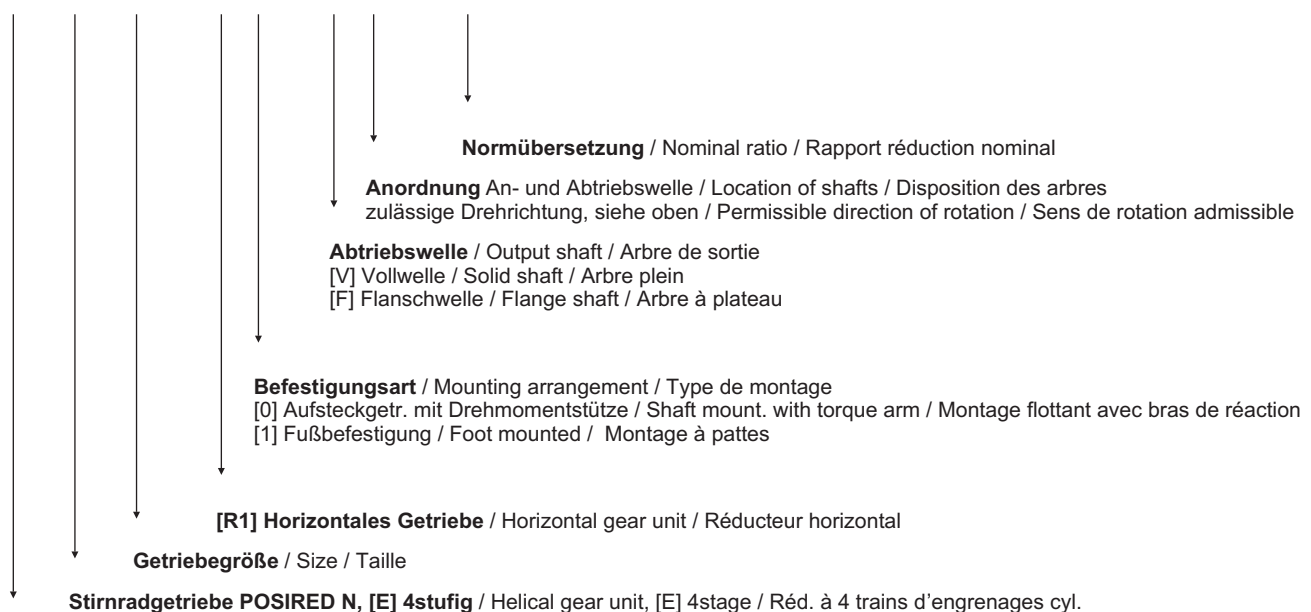 Normübersetzung / Nominal ratio / Rapport réduction nominal
Anordnung An- und Abtriebswelle / Location of shafts / Disposition des arbres
zulässige Drehrichtung, siehe oben / Permissible direction of rotation / Sens de rotation admissible
Abtriebswelle / Output shaft / Arbre de sortie
[V] Vollwelle / Solid shaft / Arbre plein
[F] Flanschwelle / Flange shaft / Arbre à plateau
Befestigungsart / Mounting arrangement / Type de montage
[0] Aufsteckgetr. mit Drehmomentstütze / Shaft mount. with torque arm / Montage flottant avec bras de réaction
[1] Fußbefestigung / Foot mounted / Montage à pattes
[R1] Horizontales Getriebe / Horizontal gear unit / Réducteur horizontal
Getriebegröße / Size / Taille
Stirnradgetriebe POSIRED N, [E] 4stufig / Helical gear unit, [E] 4stage / Réd. à 4 trains d'engrenages cyl.